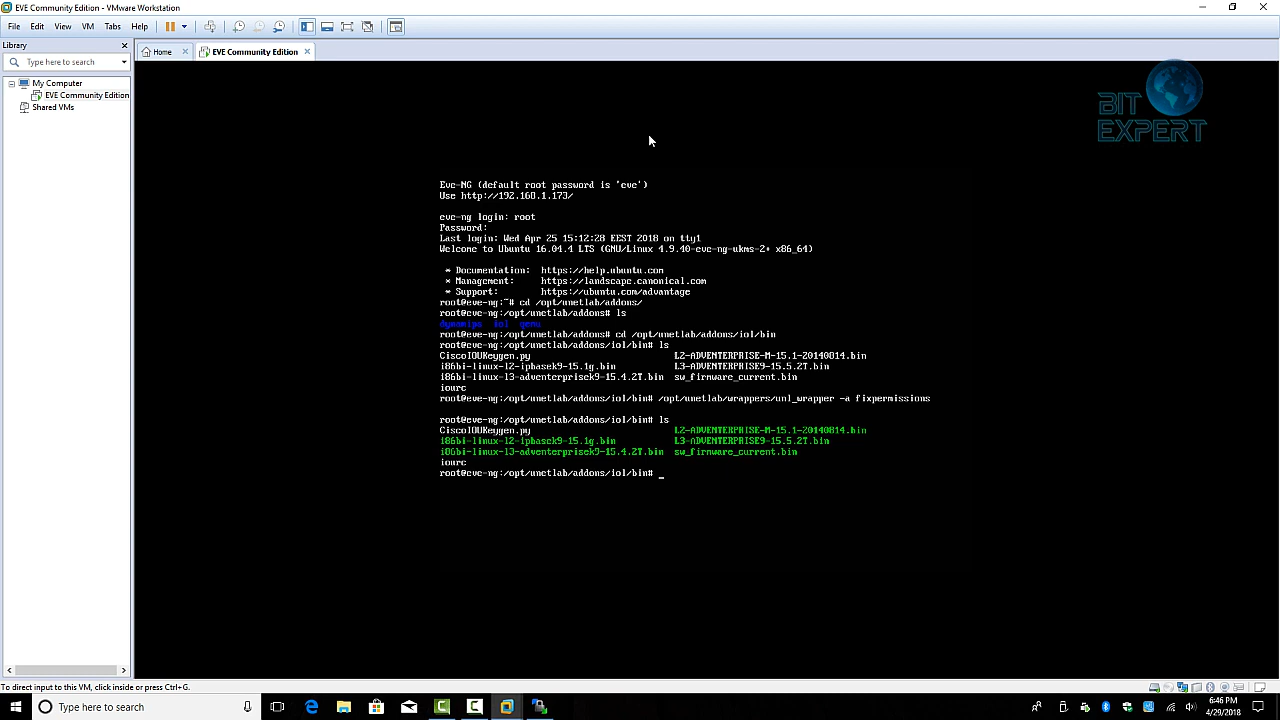 EVE Community Edition - VMware Workstation
File Edit View VM Tabs Help
Library
Type here to search
Home
EVE Community Edition
My Computer
EVE Community Edition
Shared VMs
BIT
EXPERT
Eve-NG (default root password is 'eve')
Use http://192.168.1.173/
eve-ng login: root
Password:
Last login: Wed Apr 25 15:12:28 EEST 2018 on tty1
Welcome to Ubuntu 16.04.4 LTS (GNU/Linux 4.9.40-eve-ng-ukms-2+ x86_64)
* Documentation: https://help.ubuntu.com
* Management: https://landscape.canonical.com
* Support: https://ubuntu.com/advantage
root@eve-ng:~# cd /opt/unetlab/addons/
root@eve-ng:/opt/unetlab/addons# ls
dynamips iol qemu
root@eve-ng:/opt/unetlab/addons# cd /opt/unetlab/addons/iol/bin
root@eve-ng:/opt/unetlab/addons/iol/bin# ls
CiscoIOUKeygen.py L2-ADVENTERPRISE-M-15.1-20140814.bin
i86bi-linux-l2-ipbasek9-15.1g.bin L3-ADVENTERPRISE9-15.5.2T.bin
i86bi-linux-l3-adventerprisek9-15.4.2T.bin sw_firmware_current.bin
iourc
root@eve-ng:/opt/unetlab/addons/iol/bin# /opt/unetlab/wrappers/unl_wrapper -a fixpermissions
root@eve-ng:/opt/unetlab/addons/iol/bin# ls
CiscoIOUKeygen.py L2-ADVENTERPRISE-M-15.1-20140814.bin
i86bi-linux-l2-ipbasek9-15.1g.bin L3-ADVENTERPRISE9-15.5.2T.bin
i86bi-linux-l3-adventerprisek9-15.4.2T.bin sw_firmware_current.bin
iourc
root@eve-ng:/opt/unetlab/addons/iol/bin# _
To direct input to this VM, click inside or press Ctrl+G.
Type here to search
6:46 PM
4/29/2018